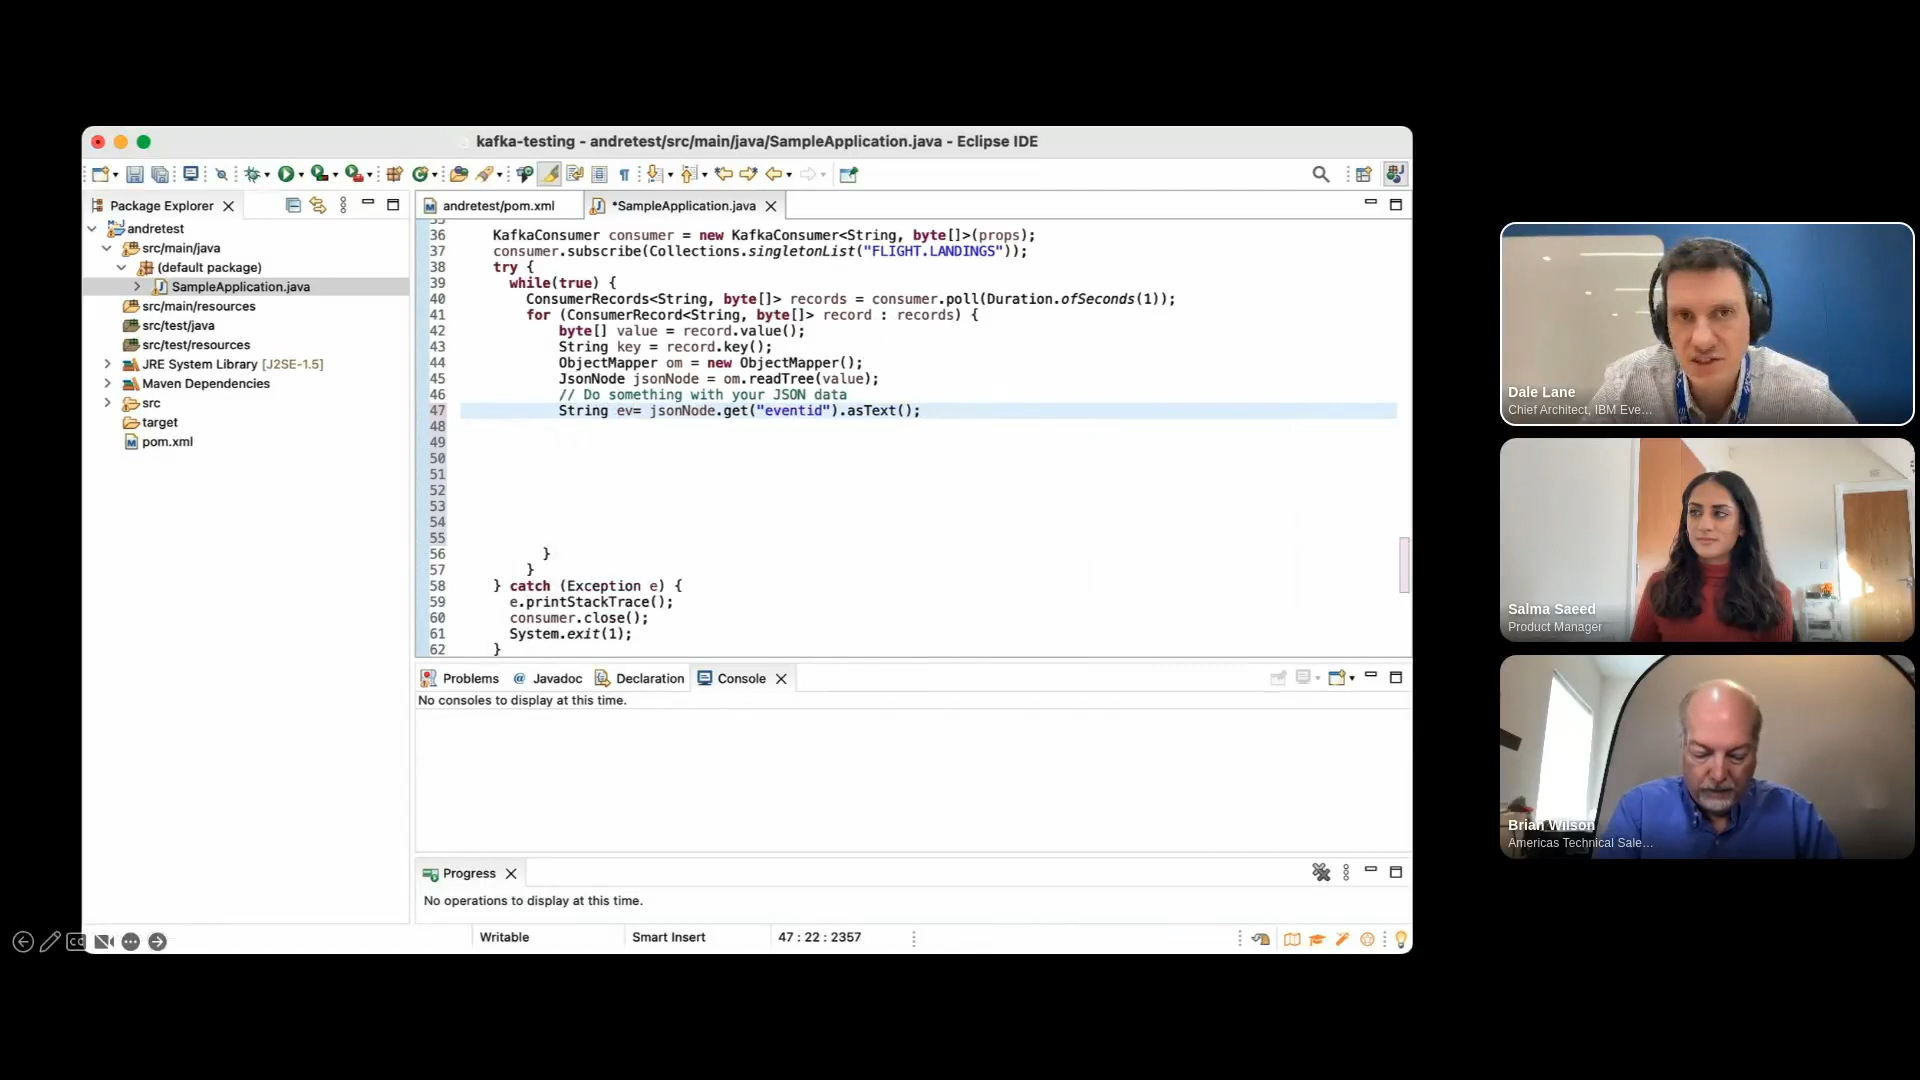 kafka-testing - andretest/src/main/java/SampleApplication.java - Eclipse IDE
Package Explorer
andretest
src/main/java
(default package)
SampleApplication.java
src/main/resources
src/test/java
src/test/resources
JRE System Library [J2SE-1.5]
Maven Dependencies
src
target
pom.xml
andretest/pom.xml
*SampleApplication.java
36 KafkaConsumer consumer = new KafkaConsumer<String, byte[]>(props);
37 consumer.subscribe(Collections.singletonList("FLIGHT.LANDINGS"));
38 try {
39 while(true) {
40 ConsumerRecords<String, byte[]> records = consumer.poll(Duration.ofSeconds(1));
41 for (ConsumerRecord<String, byte[]> record : records) {
42 byte[] value = record.value();
43 String key = record.key();
44 ObjectMapper om = new ObjectMapper();
45 JsonNode jsonNode = om.readTree(value);
46 // Do something with your JSON data
47 String ev= jsonNode.get("eventid").asText();
48
49
50
51
52
53
54
55
56 }
57 }
58 } catch (Exception e) {
59 e.printStackTrace();
60 consumer.close();
61 System.exit(1);
62 }
Problems
@ Javadoc
Declaration
Console
No consoles to display at this time.
Progress
No operations to display at this time.
Writable
Smart Insert
47 : 22 : 2357
Dale Lane
Chief Architect, IBM Eve...
Salma Saeed
Product Manager
Brian Wilson
Americas Technical Sale...